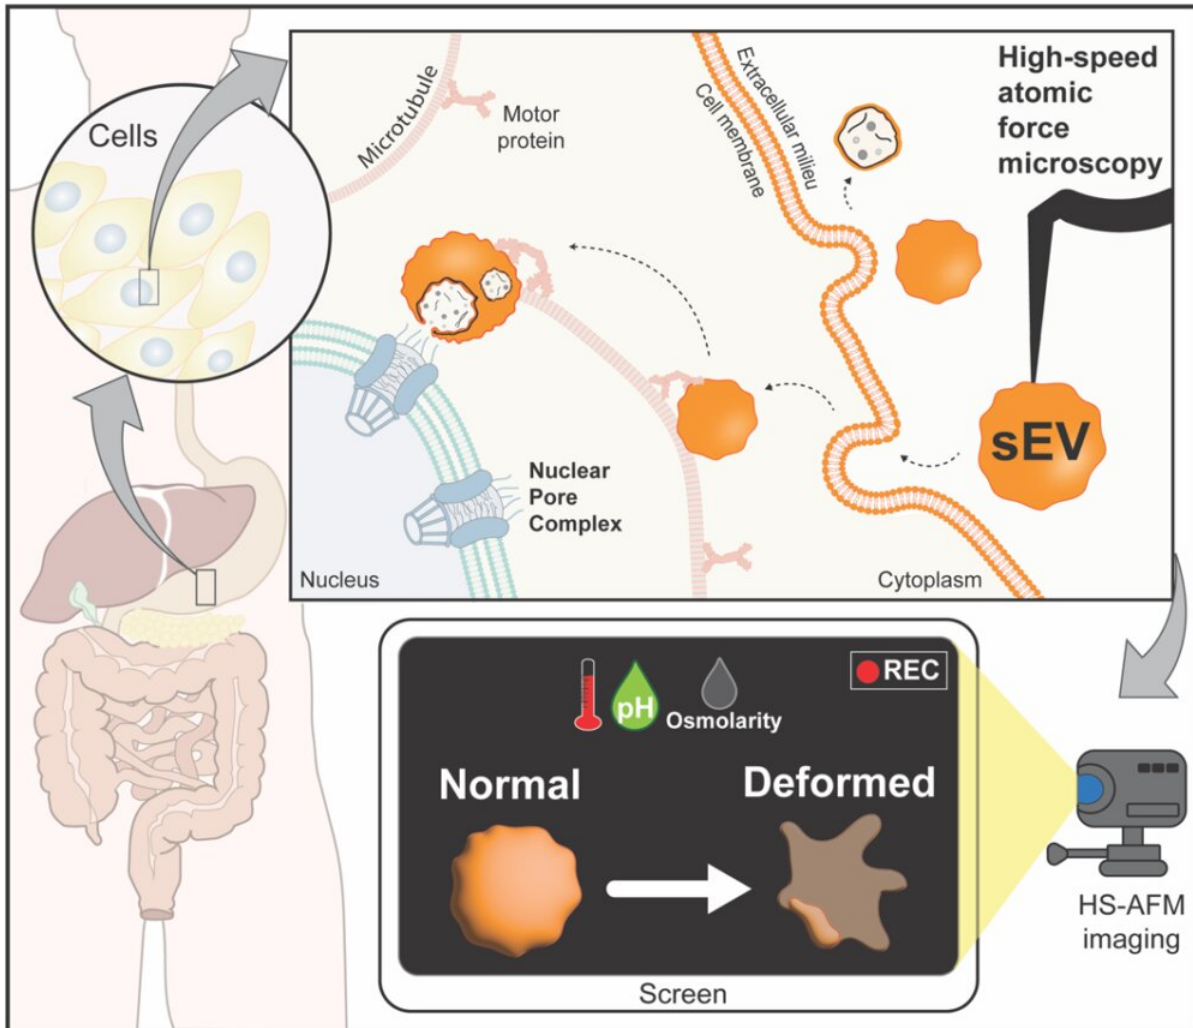 Cells
Microtubule
Motor
protein
Extracellular milieu
Cell membrane
High-speed
atomic
force
microscopy
sEV
Nuclear
Pore
Complex
Nucleus
Cytoplasm
REC
pH
Osmolarity
Normal
Deformed
HS-AFM
imaging
Screen